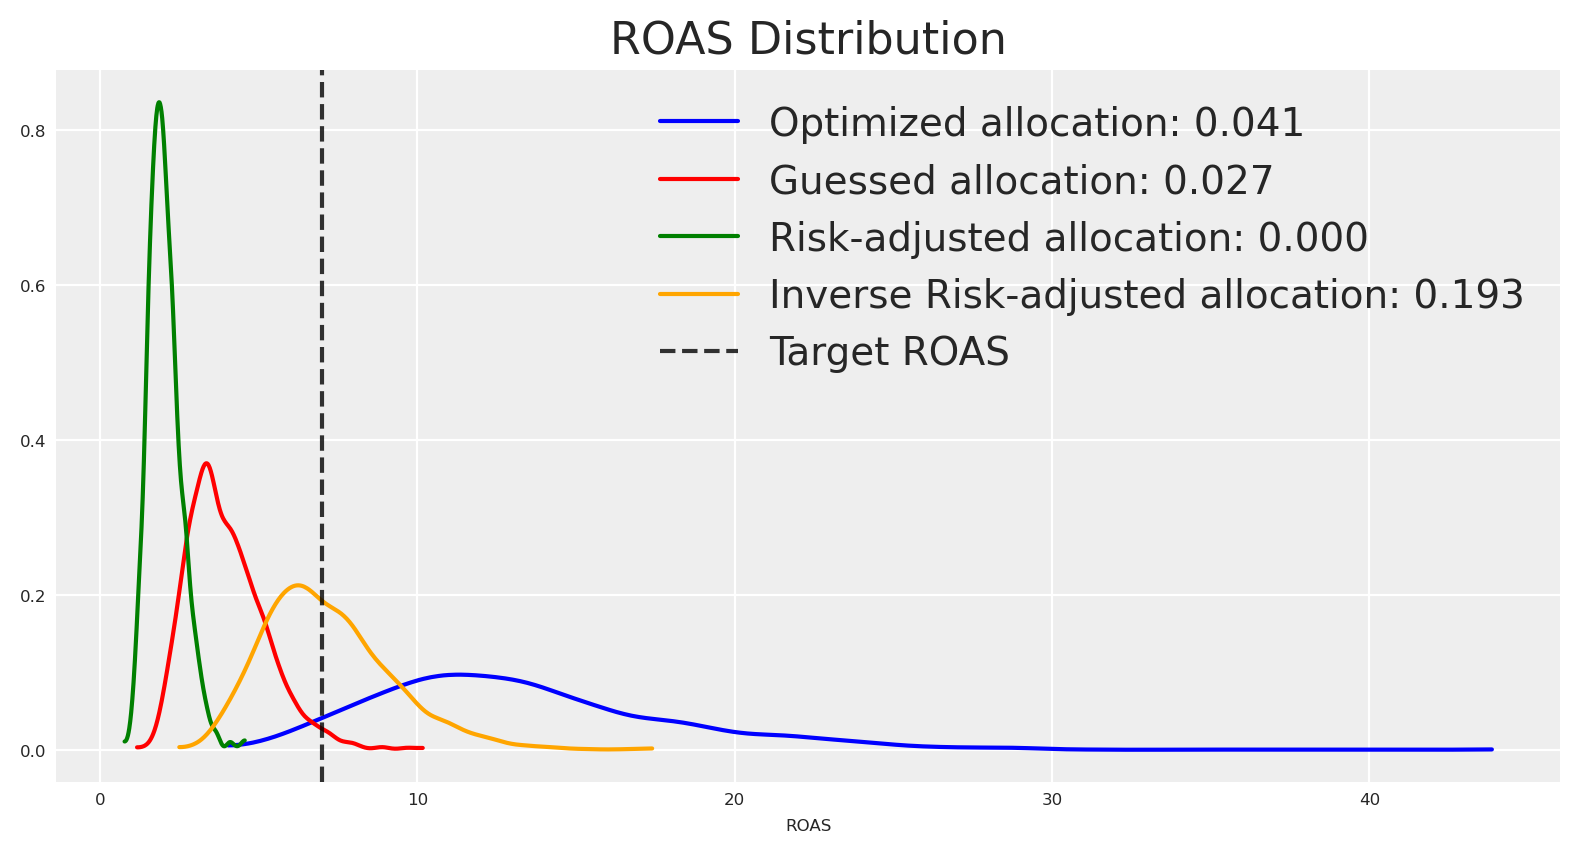 ROAS Distribution
Optimized allocation: 0.041
Guessed allocation: 0.027
Risk-adjusted allocation: 0.000
Inverse Risk-adjusted allocation: 0.193
Target ROAS
0.8
0.6
0.4
0.2
0.0
0 10 20 30 40
ROAS